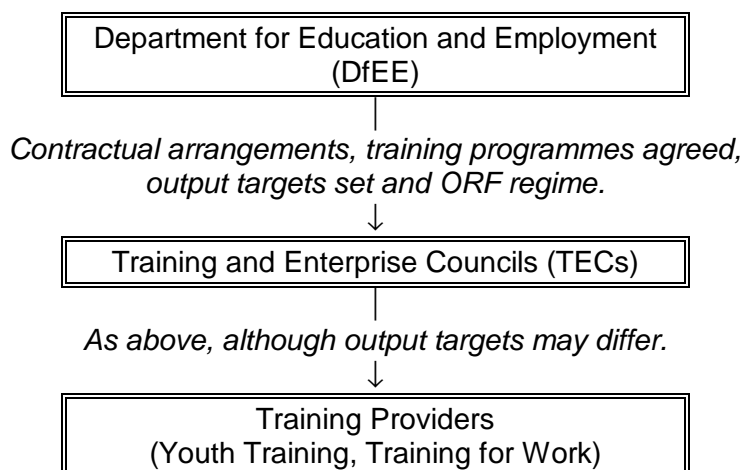 Department for Education and Employment
(DfEE)
Contractual arrangements, training programmes agreed,
output targets set and ORF regime.
Training and Enterprise Councils (TECs)
As above, although output targets may differ.
Training Providers
(Youth Training, Training for Work)